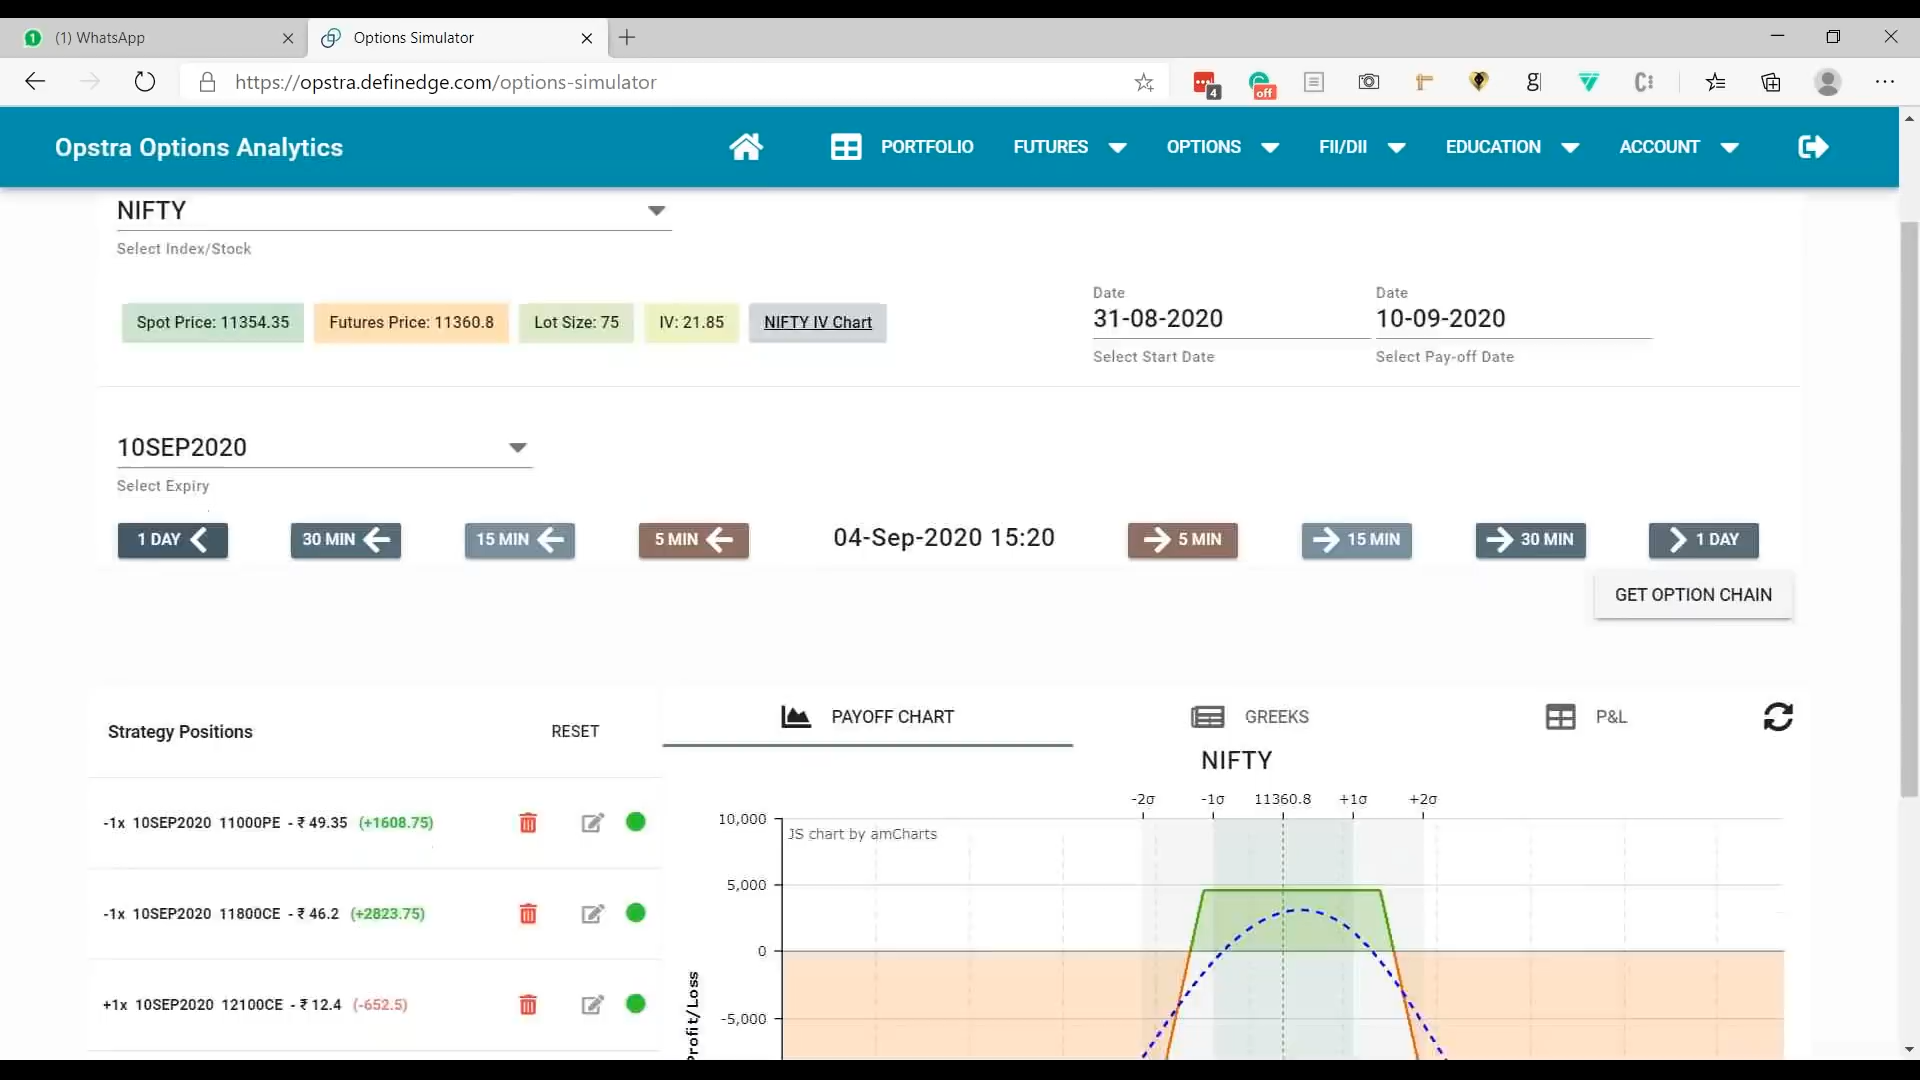 (1) WhatsApp
Options Simulator
https://opstra.definedge.com/options-simulator
4
off
g
Opstra Options Analytics
PORTFOLIO
FUTURES
OPTIONS
FII/DII
EDUCATION
ACCOUNT
NIFTY
Select Index/Stock
Spot Price: 11354.35
Futures Price: 11360.8
Lot Size: 75
IV: 21.85
NIFTY IV Chart
Date
31-08-2020
Select Start Date
Date
10-09-2020
Select Pay-off Date
10SEP2020
Select Expiry
1 DAY
30 MIN
15 MIN
5 MIN
04-Sep-2020 15:20
5 MIN
15 MIN
30 MIN
1 DAY
GET OPTION CHAIN
Strategy Positions
RESET
-1x 10SEP2020 11000PE - ₹ 49.35 (+1608.75)
-1x 10SEP2020 11800CE - ₹ 46.2 (+2823.75)
+1x 10SEP2020 12100CE - ₹ 12.4 (-652.5)
PAYOFF CHART
GREEKS
P&L
NIFTY
-2σ
-1σ
11360.8
+1σ
+2σ
10,000
JS chart by amCharts
5,000
0
-5,000
Profit/Loss